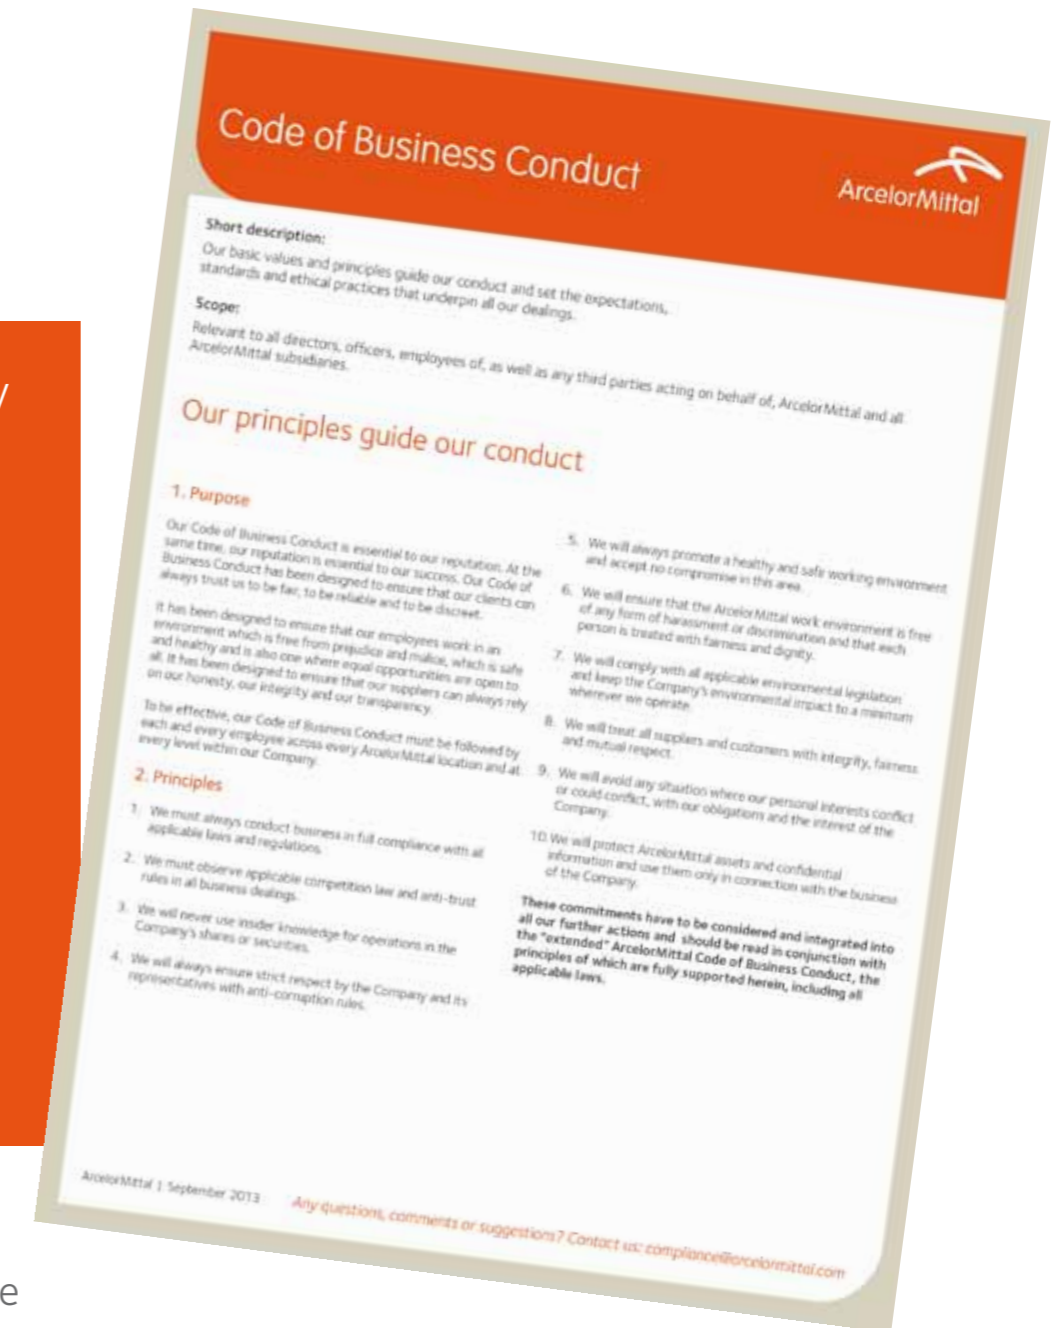 Code of Business Conduct
ArcelorMittal
Short description:
Our basic values and principles guide our conduct and set the expectations,
standards and ethical practices that underpin all our dealings.
Scope:
Relevant to all directors, officers, employees of, as well as any third parties acting on behalf of, ArcelorMittal and all
ArcelorMittal subsidiaries.
Our principles guide our conduct
1. Purpose
Our Code of Business Conduct is essential to our reputation. At the
same time, our reputation is essential to our success. Our Code of
Business Conduct has been designed to ensure that our clients can
always trust us to be fair, to be reliable and to be discreet.
It has been designed to ensure that our employees work in an
environment which is free from prejudice and malice, which is safe
and healthy and is also one where equal opportunities are open to
all. It has been designed to ensure that our suppliers can always rely
on our honesty, our integrity and our transparency.
To be effective, our Code of Business Conduct must be followed by
each and every employee across every ArcelorMittal location and at
every level within our Company.
2. Principles
1. We must always conduct business in full compliance with all
applicable laws and regulations.
2. We must observe applicable competition law and anti-trust
rules in all business dealings.
3. We will never use insider knowledge for operations in the
Company's shares or securities.
4. We will always ensure strict respect by the Company and its
representatives with anti-corruption rules.
5. We will always promote a healthy and safe working environment
and accept no compromise in this area.
6. We will ensure that the ArcelorMittal work environment is free
of any form of harassment or discrimination and that each
person is treated with fairness and dignity.
7. We will comply with all applicable environmental legislation
and keep the Company's environmental impact to a minimum
wherever we operate.
8. We will treat all suppliers and customers with integrity, fairness
and mutual respect.
9. We will avoid any situation where our personal interests conflict
or could conflict, with our obligations and the interest of the
Company.
10. We will protect ArcelorMittal assets and confidential
information and use them only in connection with the business
of the Company.
These commitments have to be considered and integrated into
all our further actions and should be read in conjunction with
the "extended" ArcelorMittal Code of Business Conduct, the
principles of which are fully supported herein, including all
applicable laws.
ArcelorMittal | September 2013
Any questions, comments or suggestions? Contact us: compliance@arcelormittal.com